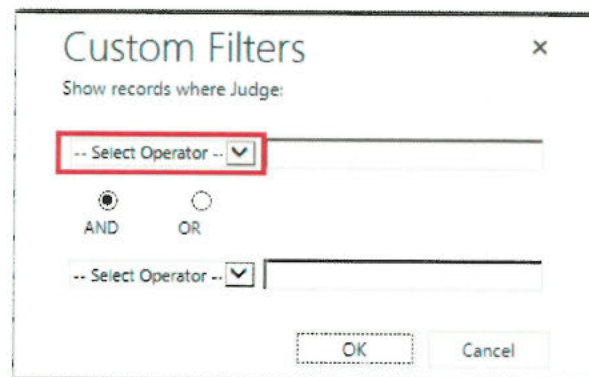 Custom Filters
×
Show records where Judge:
-- Select Operator --
AND OR
-- Select Operator --
OK Cancel